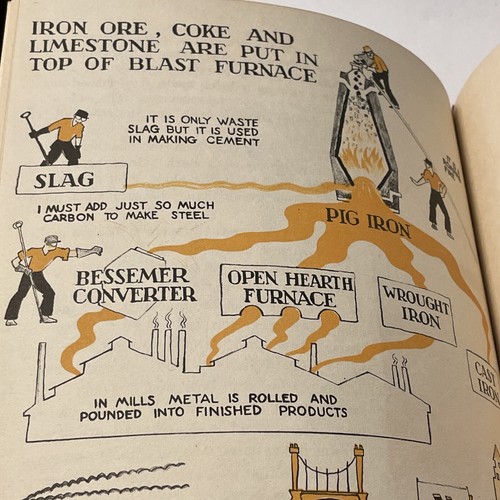 IRON ORE, COKE AND
LIMESTONE ARE PUT IN
TOP OF BLAST FURNACE
IT IS ONLY WASTE
SLAG BUT IT IS USED
IN MAKING CEMENT
SLAG
I MUST ADD JUST SO MUCH
CARBON TO MAKE STEEL
PIG IRON
BESSEMER
CONVERTER
OPEN HEARTH
FURNACE
WROUGHT
IRON
CAST
IRON
IN MILLS METAL IS ROLLED AND
POUNDED INTO FINISHED PRODUCTS